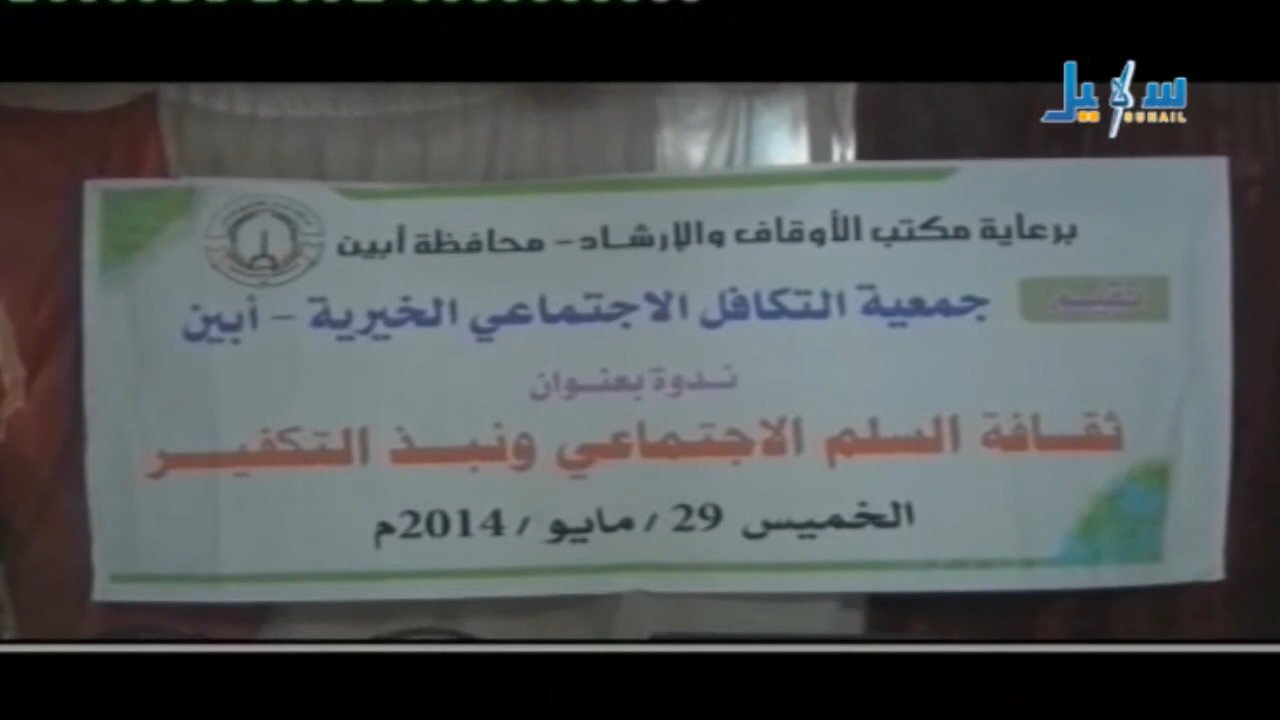 سهيل
SUHAIL
برعاية مكتب الأوقاف والإرشاد - محافظة أبين
تقيم جمعية التكافل الاجتماعي الخيرية - أبين
ندوة بعنوان
ثقافة السلم الاجتماعي ونبذ التكفير
الخميس 29 / مايو / 2014م